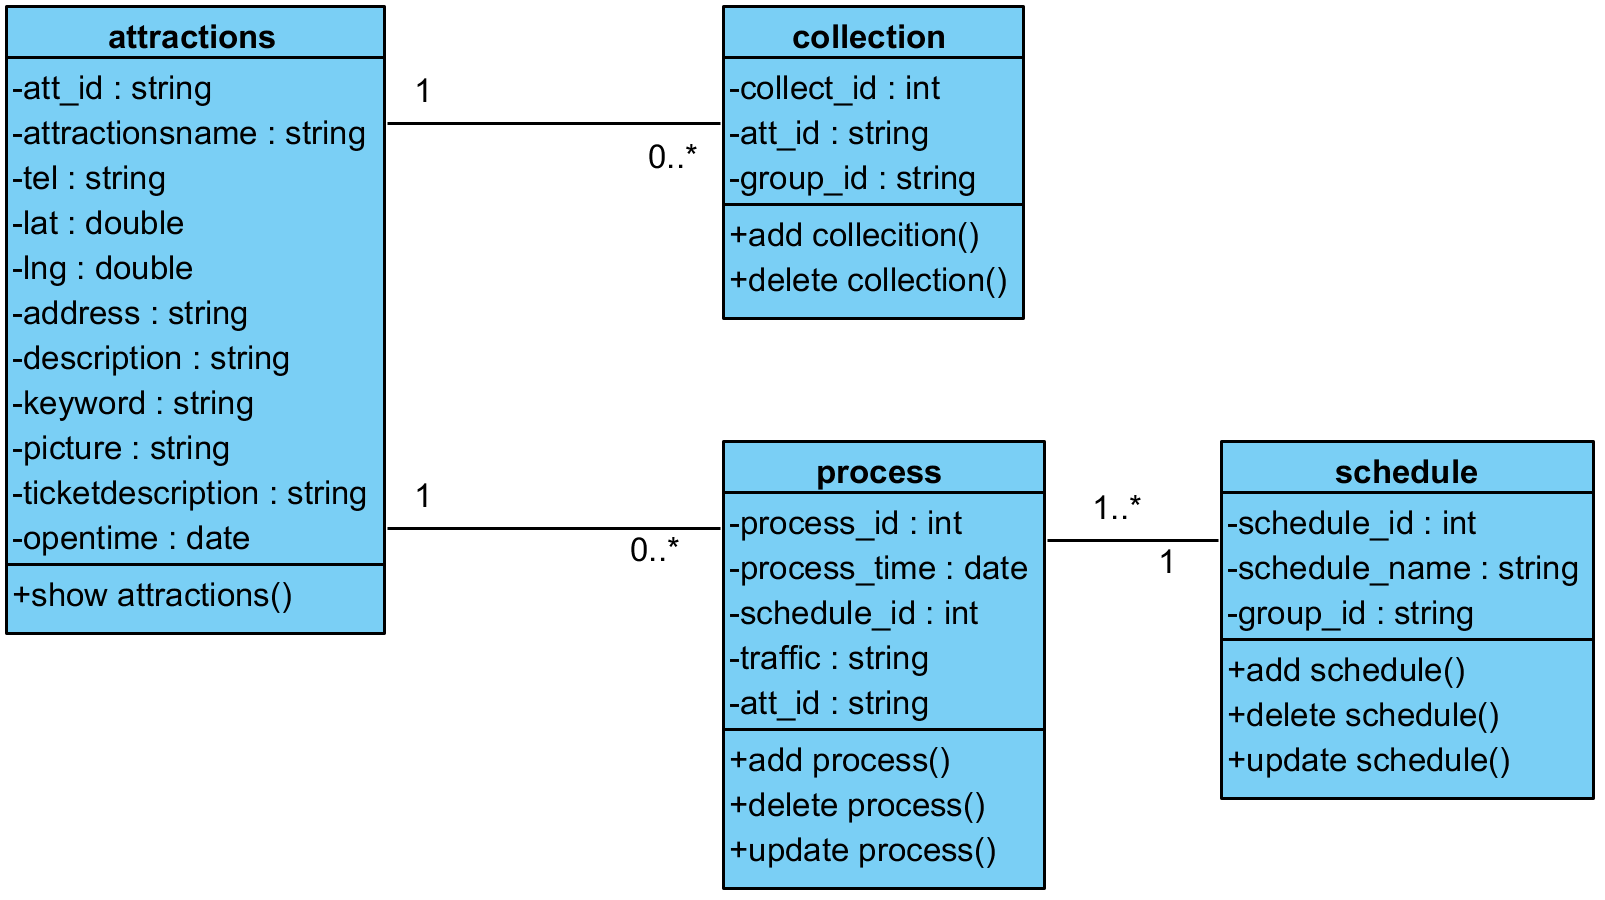 attractions
-att_id : string
-attractionsname : string
-tel : string
-lat : double
-lng : double
-address : string
-description : string
-keyword : string
-picture : string
-ticketdescription : string
-opentime : date
+show attractions()
1
0..*
collection
-collect_id : int
-att_id : string
-group_id : string
+add collecition()
+delete collection()
1
0..*
process
-process_id : int
-process_time : date
-schedule_id : int
-traffic : string
-att_id : string
+add process()
+delete process()
+update process()
1..*
1
schedule
-schedule_id : int
-schedule_name : string
-group_id : string
+add schedule()
+delete schedule()
+update schedule()